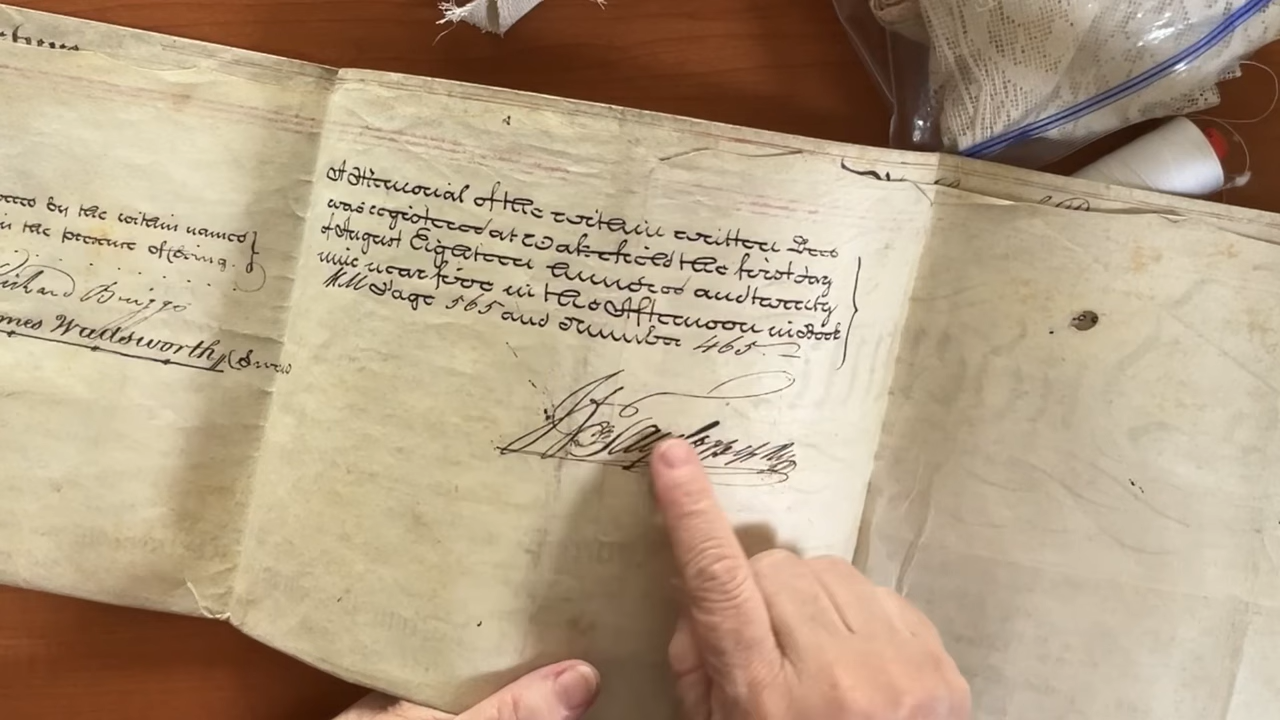 by the within named
in the presence of (being
Richard Briggs
James Wadsworth (
A Memorial of the within written Deed
was registered at Wakefield the first day
of August Eighteen hundred and twenty
nine near five in the Afternoon in Book
Page 565 and Number 465